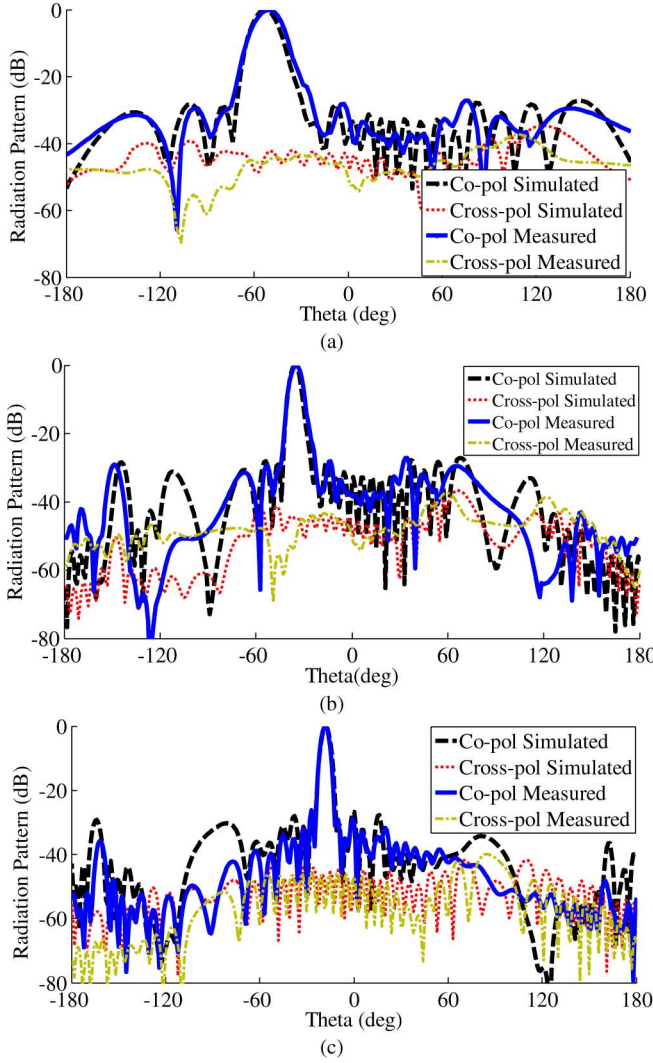 0
-20
-40
-60
-80
Radiation Pattern (dB)
Co-pol Simulated
Cross-pol Simulated
Co-pol Measured
Cross-pol Measured
-180 -120 -60 0 60 120 180
Theta (deg)
(a)
0
-20
-40
-60
-80
Radiation Pattern (dB)
Co-pol Simulated
Cross-pol Simulated
Co-pol Measured
Cross-pol Measured
-180 -120 -60 0 60 120 180
Theta(deg)
(b)
0
-20
-40
-60
-80
Radiation Pattern (dB)
Co-pol Simulated
Cross-pol Simulated
Co-pol Measured
Cross-pol Measured
-180 -120 -60 0 60 120 180
Theta (deg)
(c)